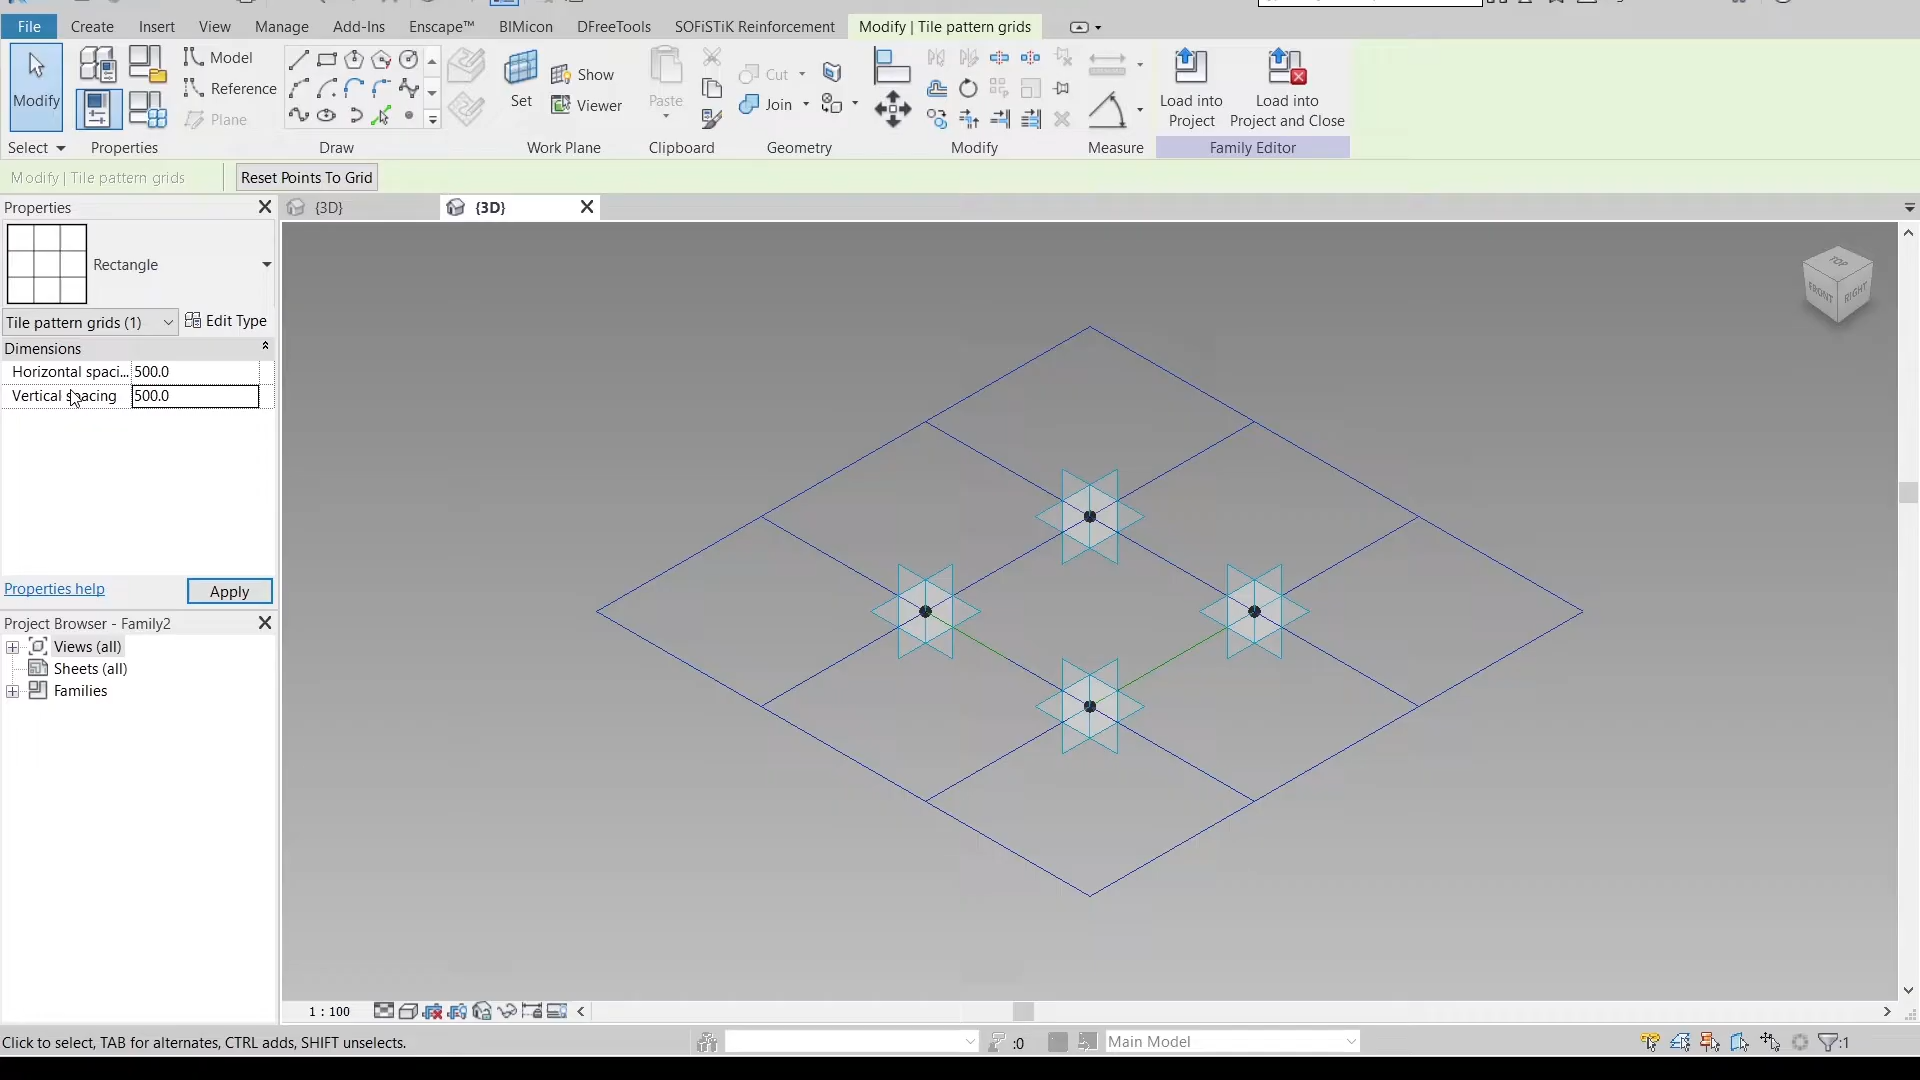 File Create Insert View Manage Add-Ins Enscape™ BIMicon DFreeTools SOFiSTiK Reinforcement Modify | Tile pattern grids
Modify
Model
Reference
Plane
Set
Show
Viewer
Paste
Cut
Join
Load into
Project
Load into
Project and Close
Select Properties Draw Work Plane Clipboard Geometry Modify Measure Family Editor
Modify | Tile pattern grids Reset Points To Grid
Properties
{3D} {3D}
Rectangle
Tile pattern grids (1) Edit Type
Dimensions
Horizontal spaci... 500.0
Vertical spacing 500.0
Properties help Apply
Project Browser - Family2
Views (all)
Sheets (all)
Families
TOP
FRONT RIGHT
1 : 100
Click to select, TAB for alternates, CTRL adds, SHIFT unselects.
:0 Main Model :1